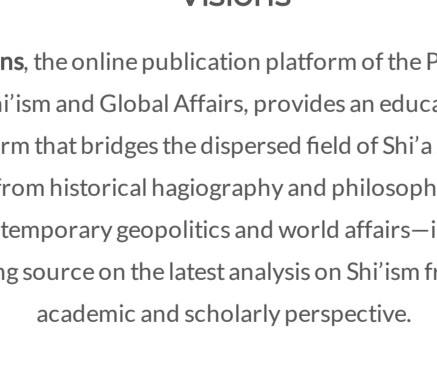 Visions
ns, the online publication platform of the P
i'ism and Global Affairs, provides an educa
rm that bridges the dispersed field of Shi'a
from historical hagiography and philosoph
temporary geopolitics and world affairs—i
ng source on the latest analysis on Shi'ism fr
academic and scholarly perspective.